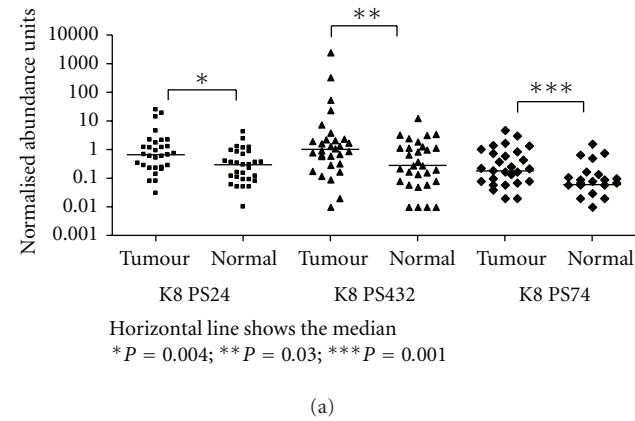 Normalised abundance units
10000
1000
100
10
1
0.1
0.01
0.001
*
**
***
Tumour Normal Tumour Normal Tumour Normal
K8 PS24 K8 PS432 K8 PS74
Horizontal line shows the median
*P = 0.004; **P = 0.03; ***P = 0.001
(a)